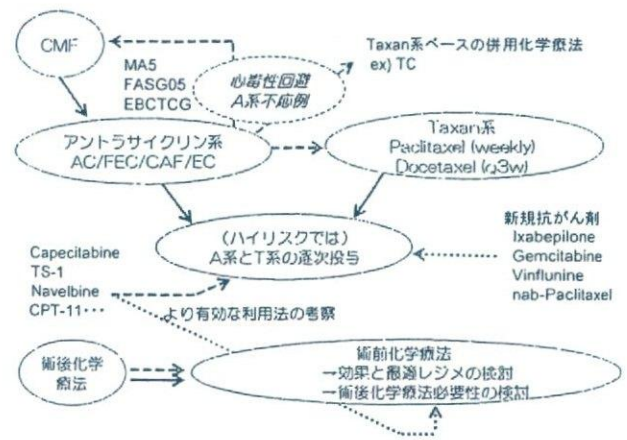 CMF
MA5
FASG05
EBCTCG
心毒性回避
A系不応例
Taxan系ベースの併用化学療法
ex) TC
アントラサイクリン系
AC/FEC/CAF/EC
Taxan系
Paclitaxel (weekly)
Docetaxel (q3w)
(ハイリスクでは)
A系とT系の逐次投与
新規抗がん剤
Ixabepilone
Gemcitabine
Vinflunine
nab-Paclitaxel
Capecitabine
TS-1
Navelbine
CPT-11・・・
より有効な利用法の考察
術後化学
療法
術前化学療法
→効果と最適レジメの検討
→術後化学療法必要性の検討